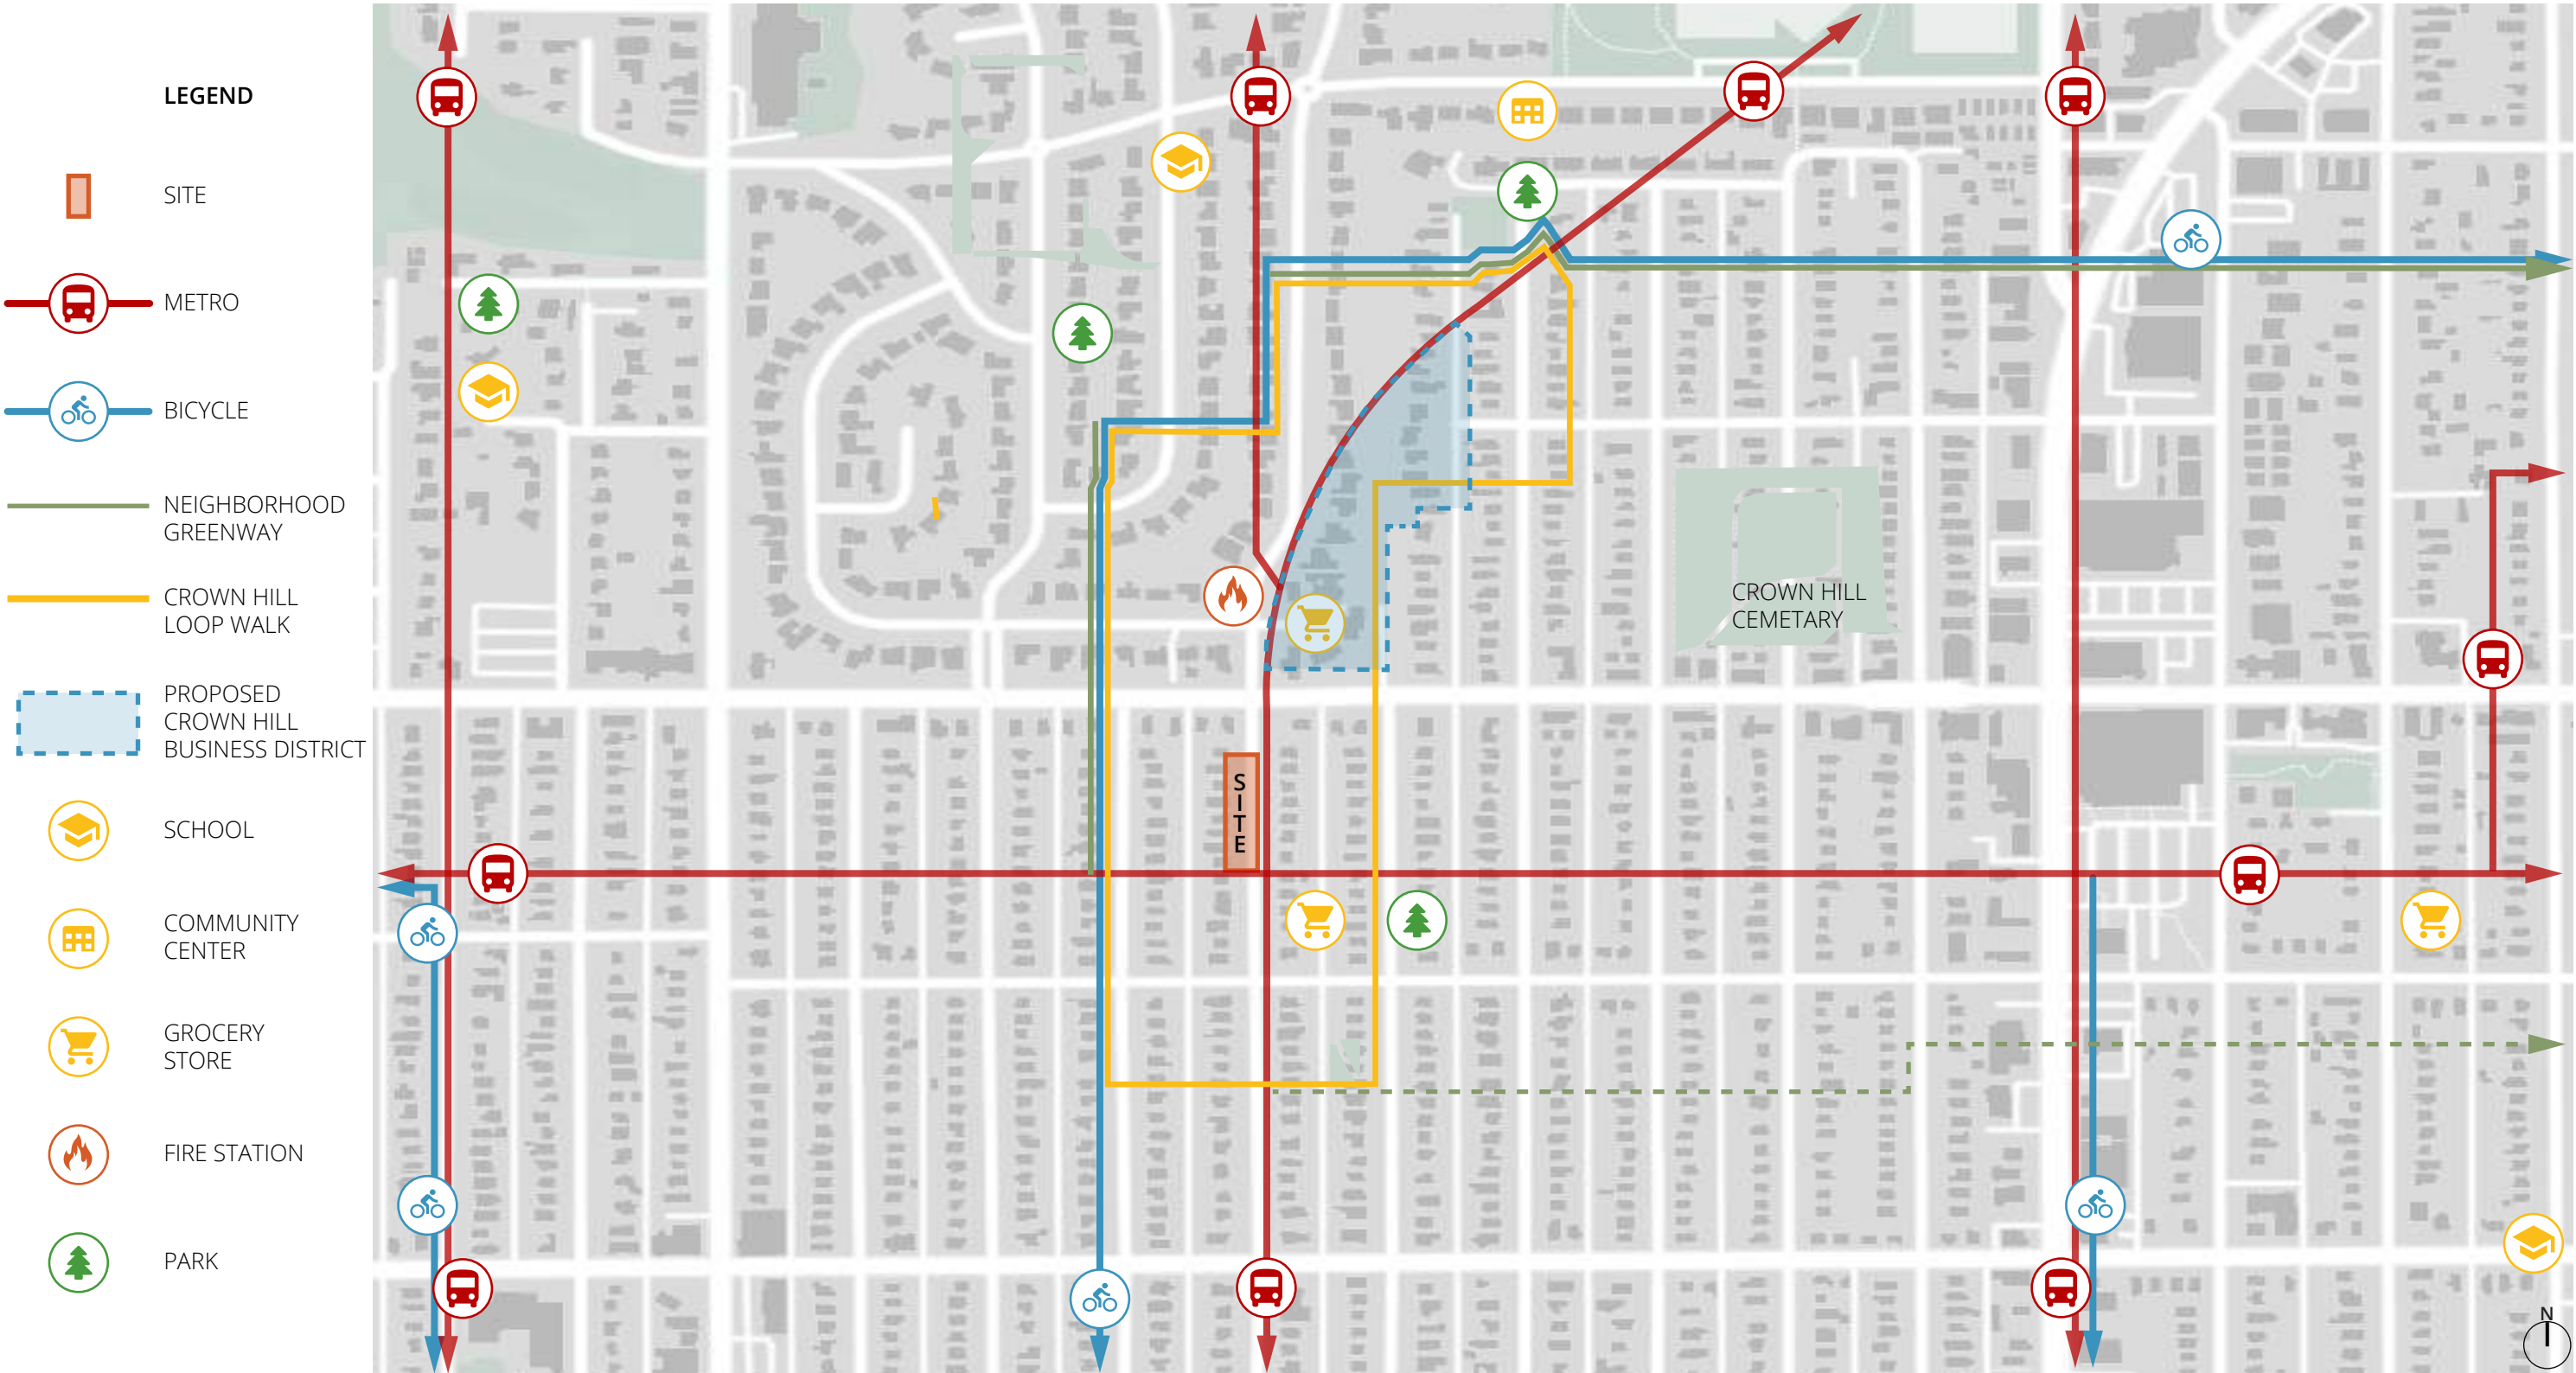 LEGEND
SITE
METRO
BICYCLE
NEIGHBORHOOD
GREENWAY
CROWN HILL
LOOP WALK
PROPOSED
CROWN HILL
BUSINESS DISTRICT
SCHOOL
COMMUNITY
CENTER
GROCERY
STORE
FIRE STATION
PARK
CROWN HILL
CEMETARY
SITE
N